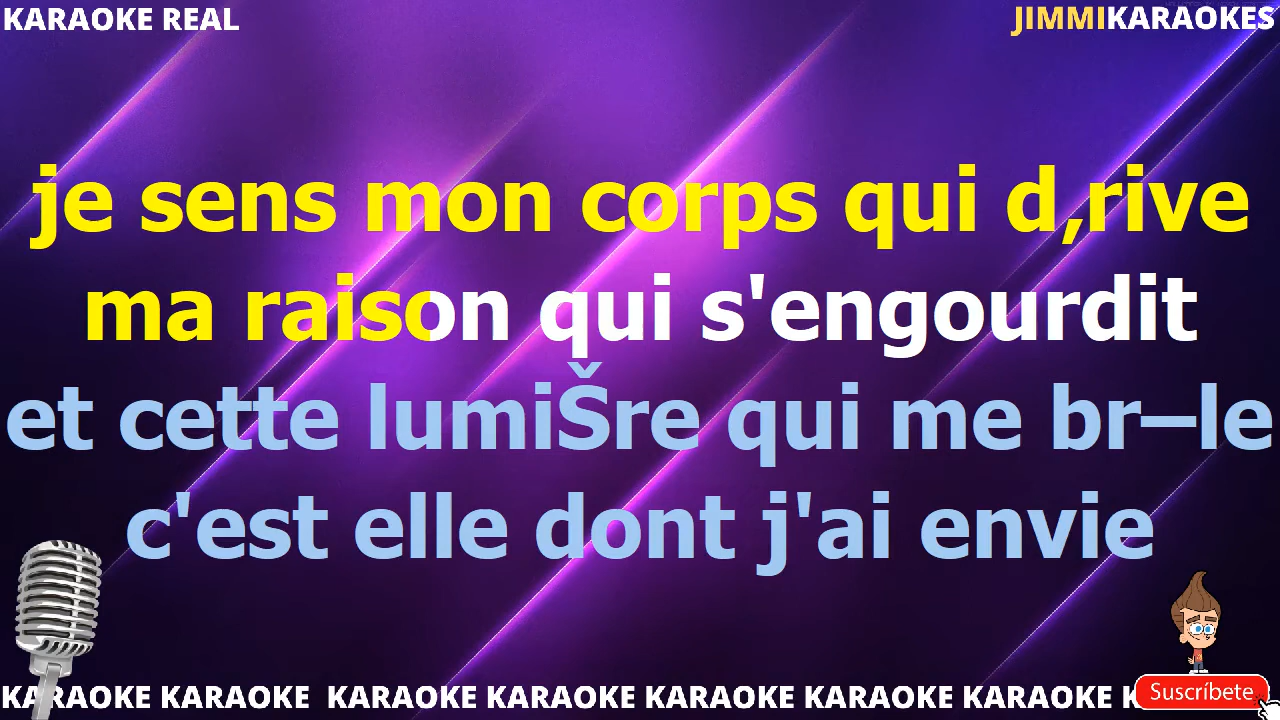 KARAOKE REAL
JIMMIKARAOKES
je sens mon corps qui d,rive
ma raison qui s'engourdit
et cette lumiŠre qui me br–le
c'est elle dont j'ai envie
KARAOKE KARAOKE KARAOKE KARAOKE KARAOKE KARAOKE KARAOKE K
Suscríbete